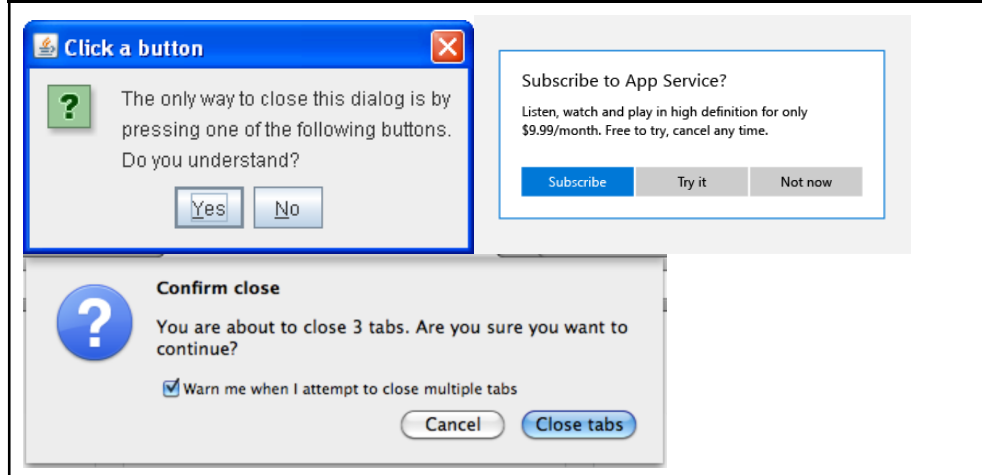 Click a button
The only way to close this dialog is by
pressing one of the following buttons.
Do you understand?
Yes No
Subscribe to App Service?
Listen, watch and play in high definition for only
$9.99/month. Free to try, cancel any time.
Subscribe Try it Not now
Confirm close
You are about to close 3 tabs. Are you sure you want to
continue?
Warn me when I attempt to close multiple tabs
Cancel Close tabs